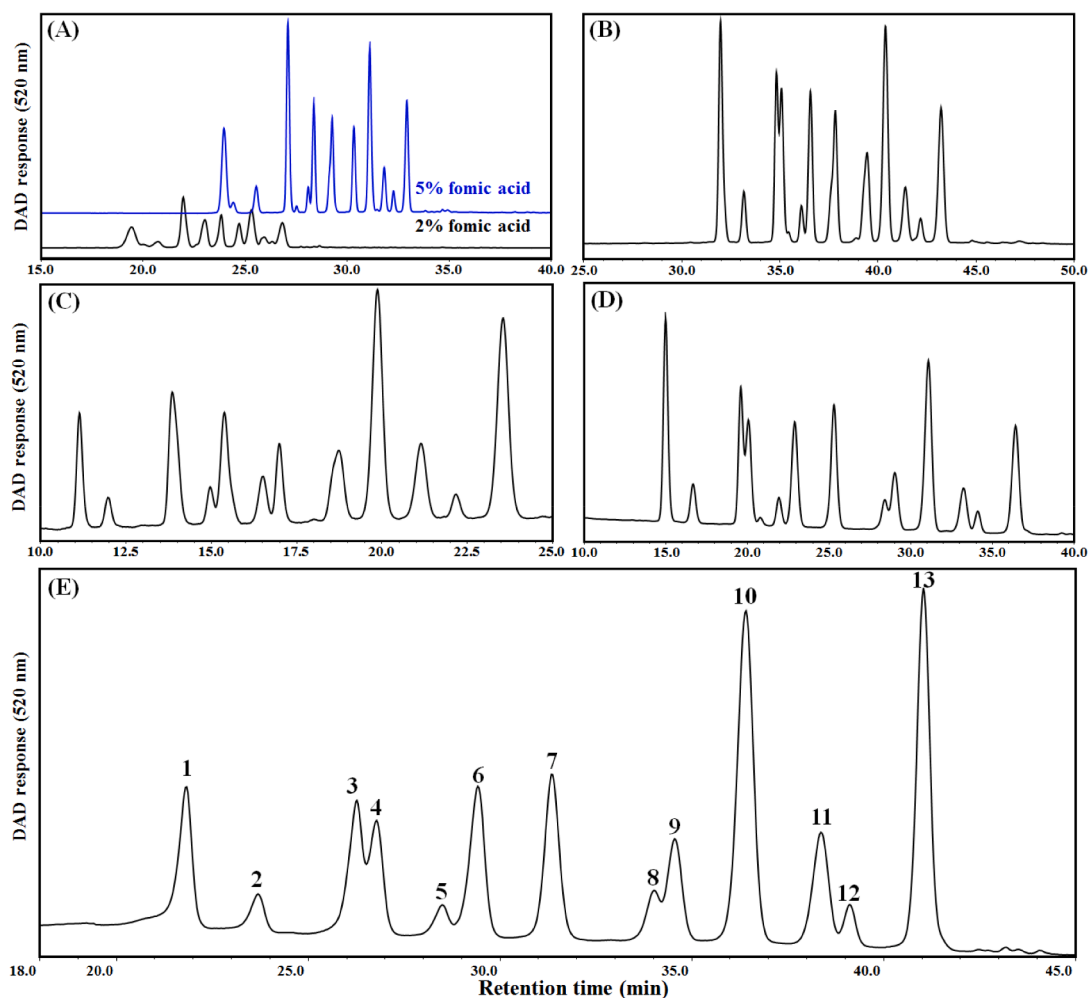 (A)
DAD response (520 nm)
5% fomic acid
2% fomic acid
15.0 20.0 25.0 30.0 35.0 40.0
(B)
25.0 30.0 35.0 40.0 45.0 50.0
(C)
DAD response (520 nm)
10.0 12.5 15.0 17.5 20.0 22.5 25.0
(D)
10.0 15.0 20.0 25.0 30.0 35.0 40.0
(E)
DAD response (520 nm)
1 2 3 4 5 6 7 8 9 10 11 12 13
18.0 20.0 25.0 30.0 35.0 40.0 45.0
Retention time (min)